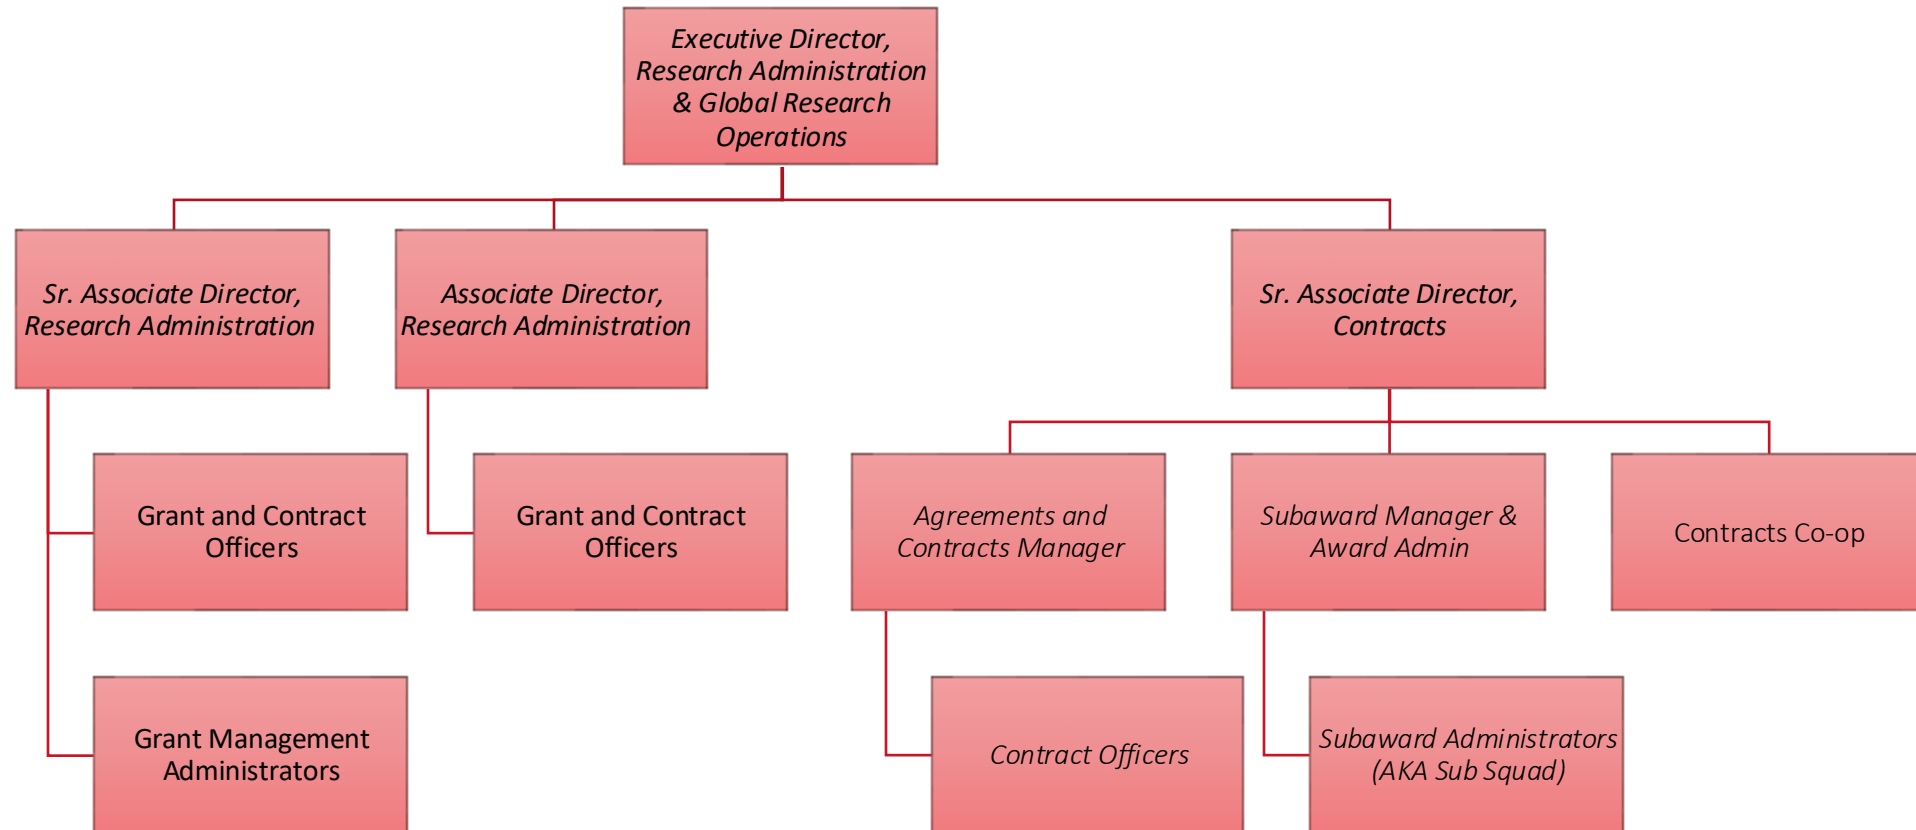 Executive Director,
Research Administration
& Global Research
Operations
Sr. Associate Director,
Research Administration
Associate Director,
Research Administration
Sr. Associate Director,
Contracts
Grant and Contract
Officers
Grant and Contract
Officers
Agreements and
Contracts Manager
Subaward Manager &
Award Admin
Contracts Co-op
Grant Management
Administrators
Contract Officers
Subaward Administrators
(AKA Sub Squad)